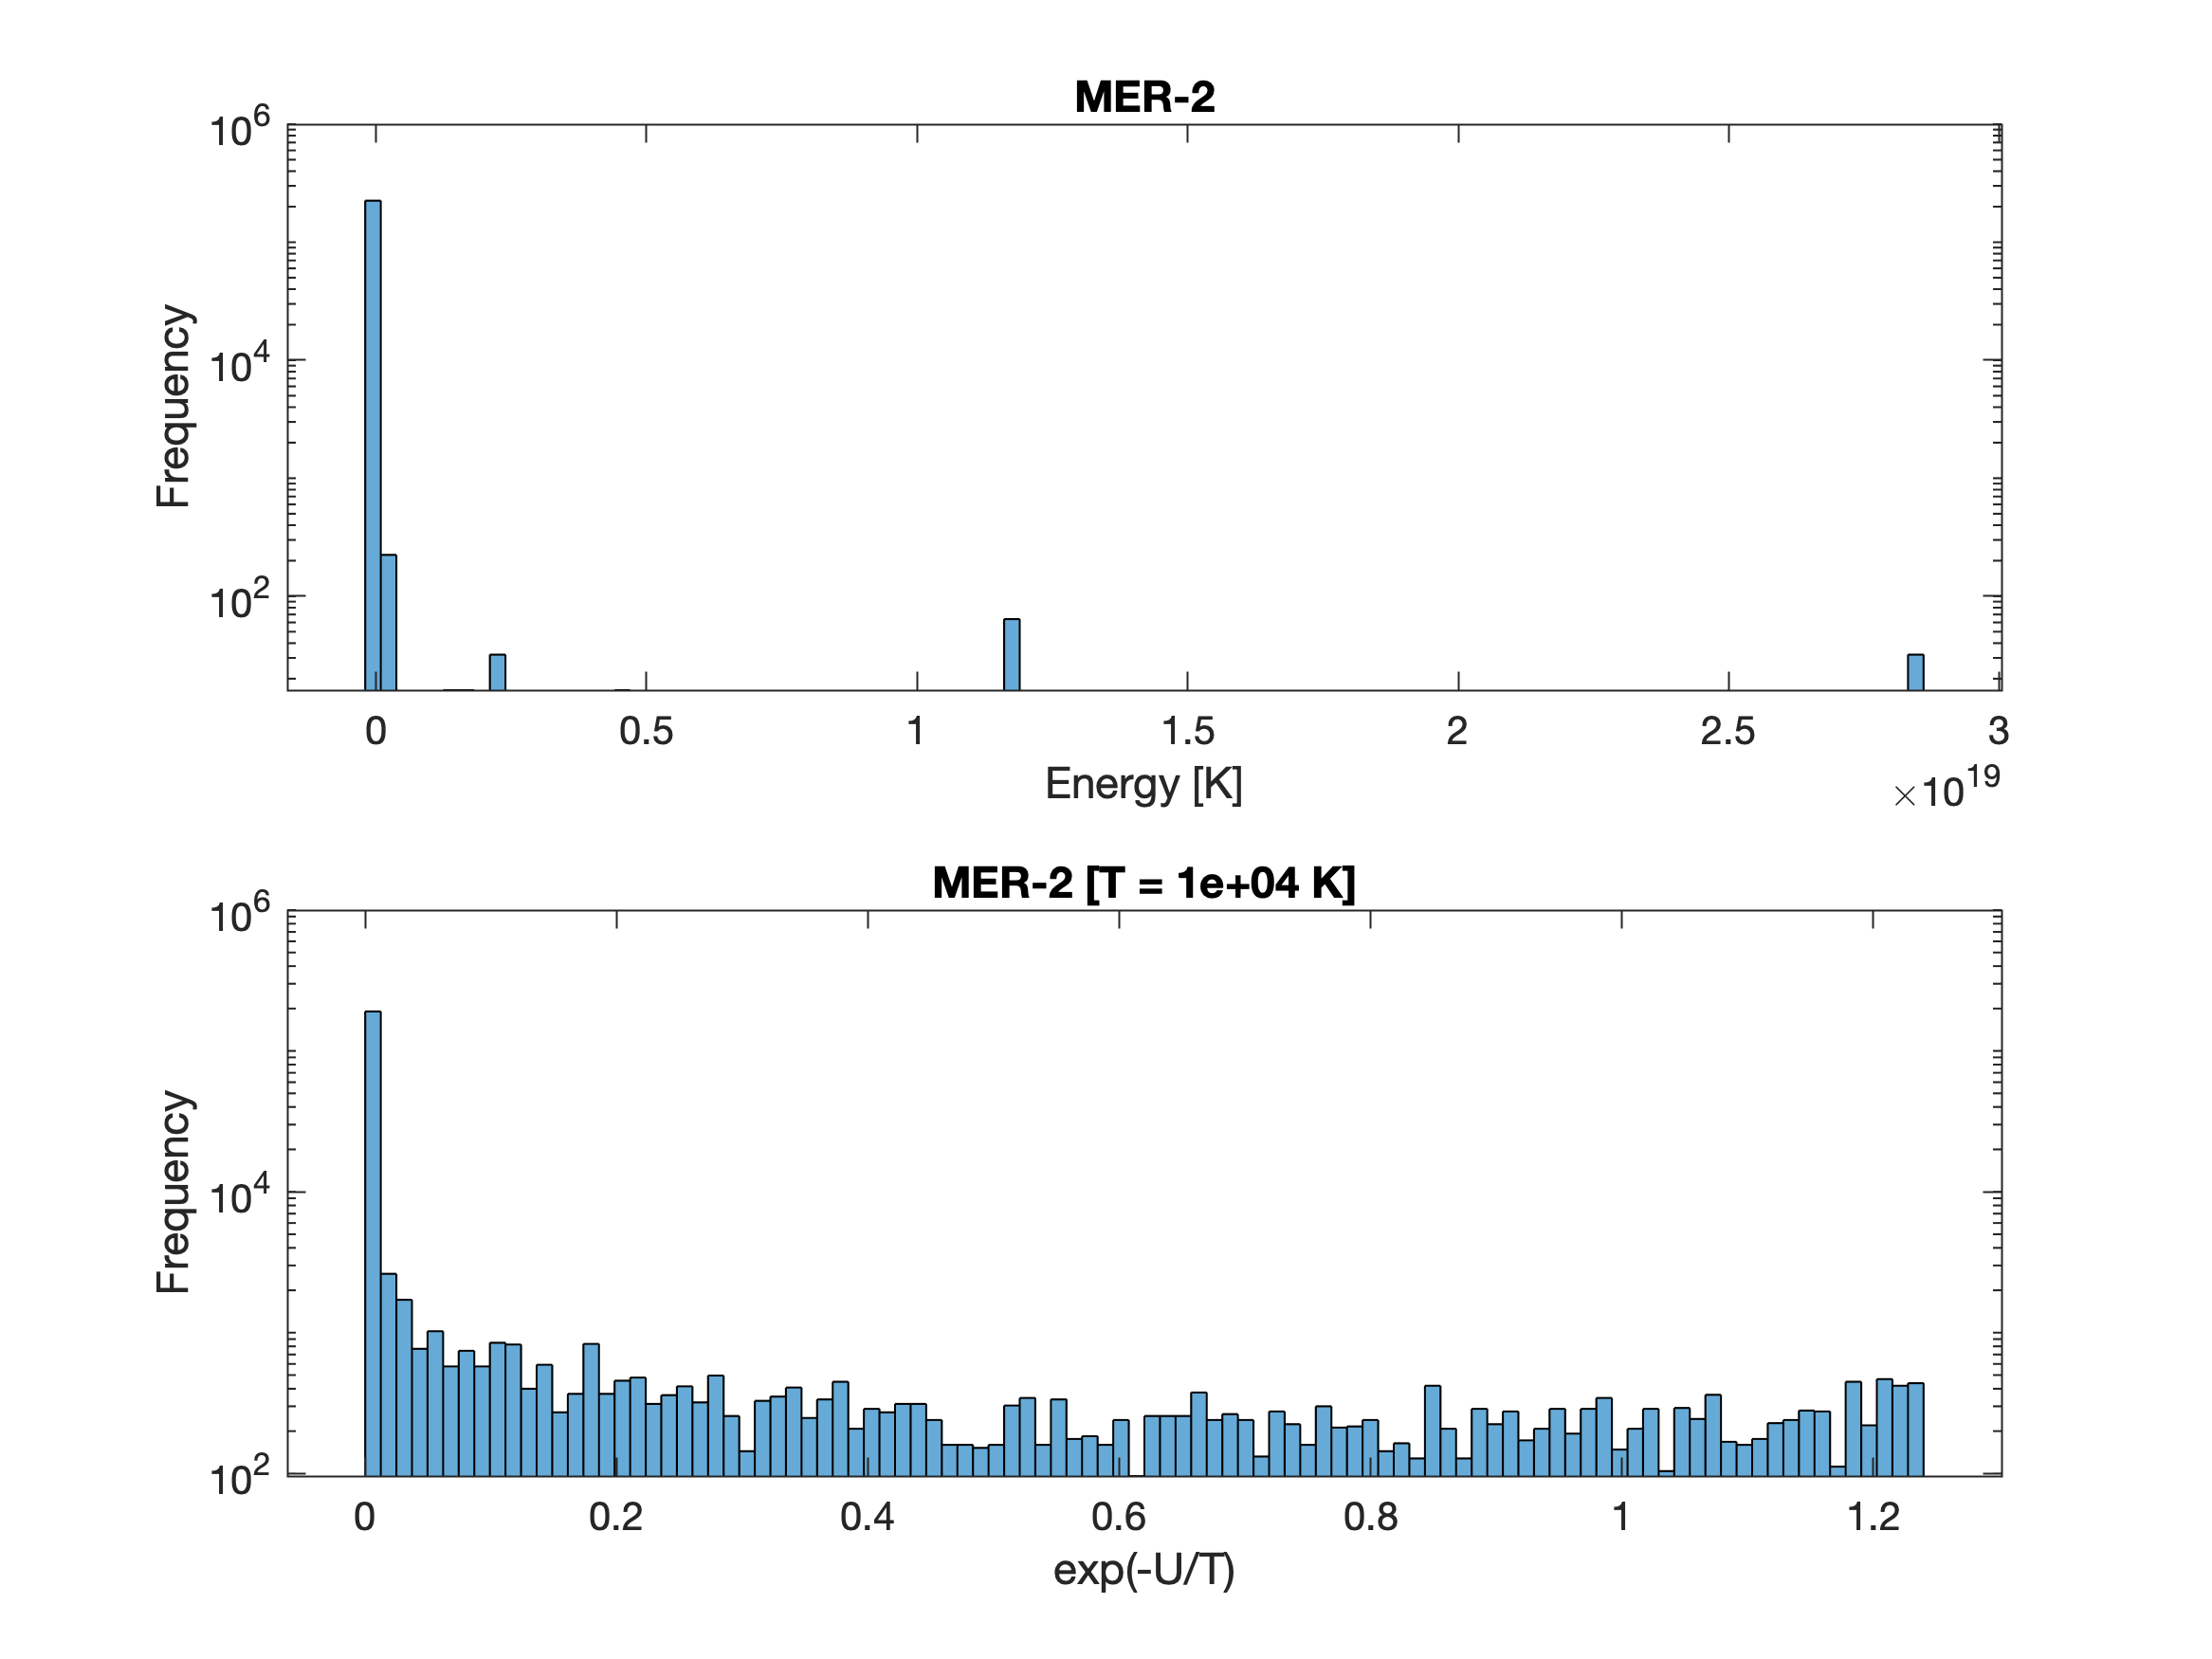 MER-2
10^6
10^4
10^2
Frequency
0 0.5 1 1.5 2 2.5 3
Energy [K]
×10^19
MER-2 [T = 1e+04 K]
10^6
10^4
10^2
Frequency
0 0.2 0.4 0.6 0.8 1 1.2
exp(-U/T)